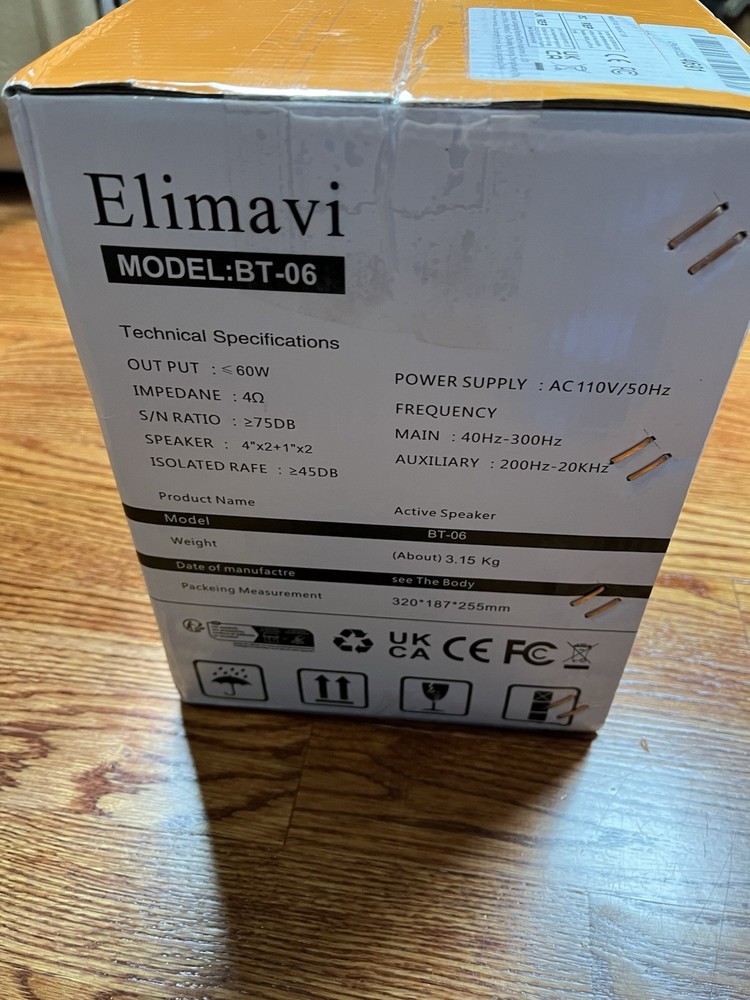 Elimavi
MODEL:BT-06
Technical Specifications
OUT PUT : ≤60W
IMPEDANE : 4Ω
S/N RATIO : ≥75DB
SPEAKER : 4"x2+1"x2
ISOLATED RAFE : ≥45DB
POWER SUPPLY : AC110V/50Hz
FREQUENCY
MAIN : 40Hz-300Hz
AUXILIARY : 200Hz-20KHz
Product Name Active Speaker
Model BT-06
Weight (About) 3.15 Kg
Date of manufactre see The Body
Packeing Measurement 320*187*255mm
UK
CA CE FC